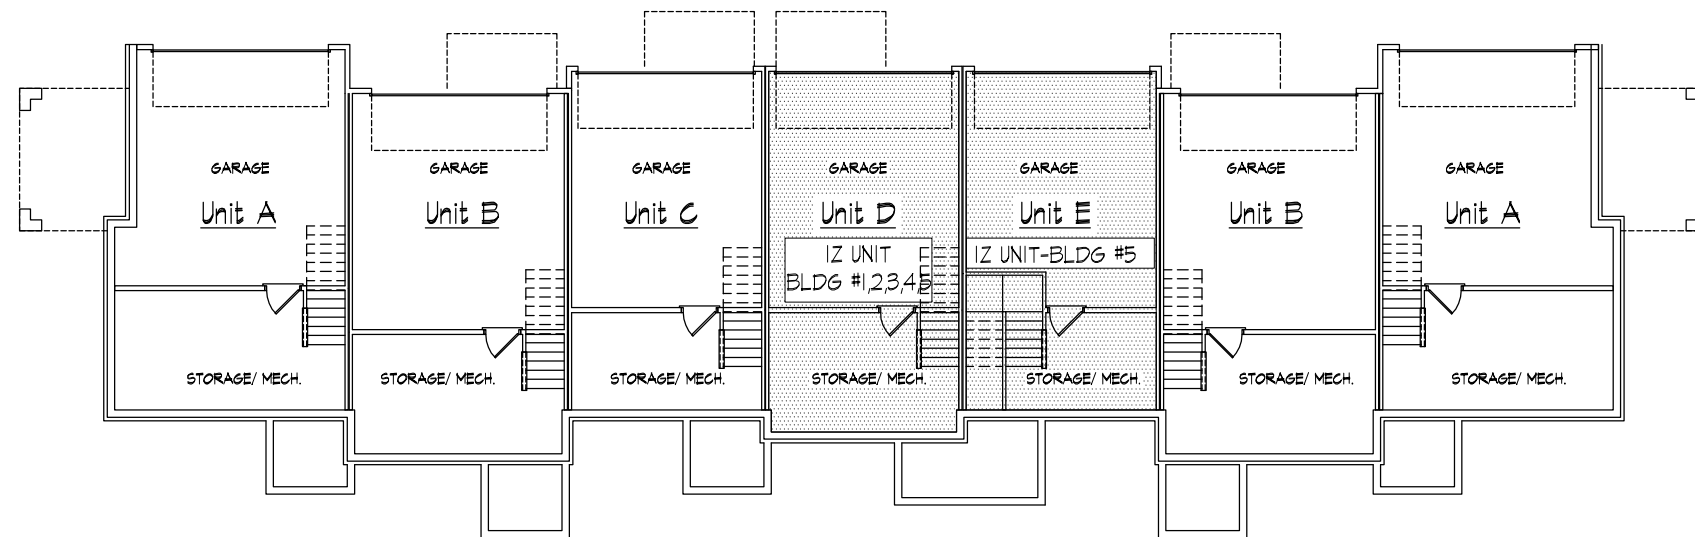 GARAGE GARAGE GARAGE GARAGE GARAGE GARAGE GARAGE
Unit A Unit B Unit C Unit D Unit E Unit B Unit A
IZ UNIT IZ UNIT-BLDG #5
BLDG #1,2,3,4,5
STORAGE/ MECH. STORAGE/ MECH. STORAGE/ MECH. STORAGE/ MECH. STORAGE/ MECH. STORAGE/ MECH. STORAGE/ MECH.